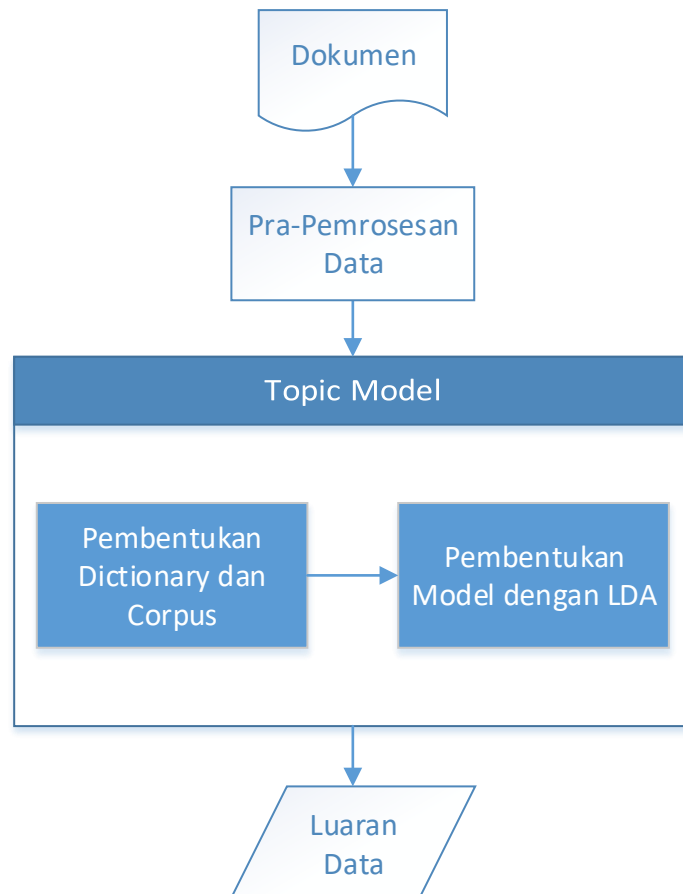 Dokumen
Pra-Pemrosesan
Data
Topic Model
Pembentukan
Dictionary dan
Corpus
Pembentukan
Model dengan LDA
Luaran
Data